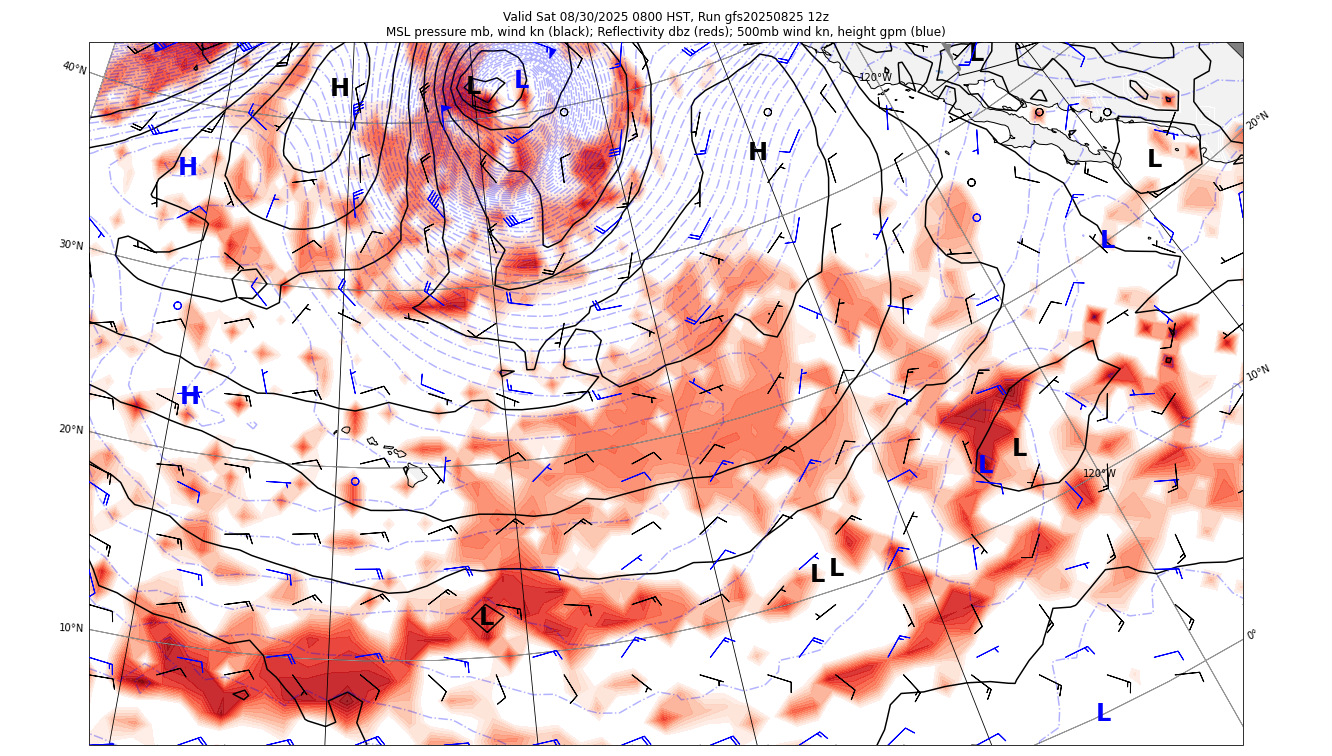 Valid Sat 08/30/2025 0800 HST, Run gfs20250825 12z
MSL pressure mb, wind kn (black); Reflectivity dbz (reds); 500mb wind kn, height gpm (blue)
L
40°N
120°W
H
L
L
20°N
H
L
H
30°N
L
10°N
H
20°N
L
L
120°W
L
L
L
10°N
0°
L